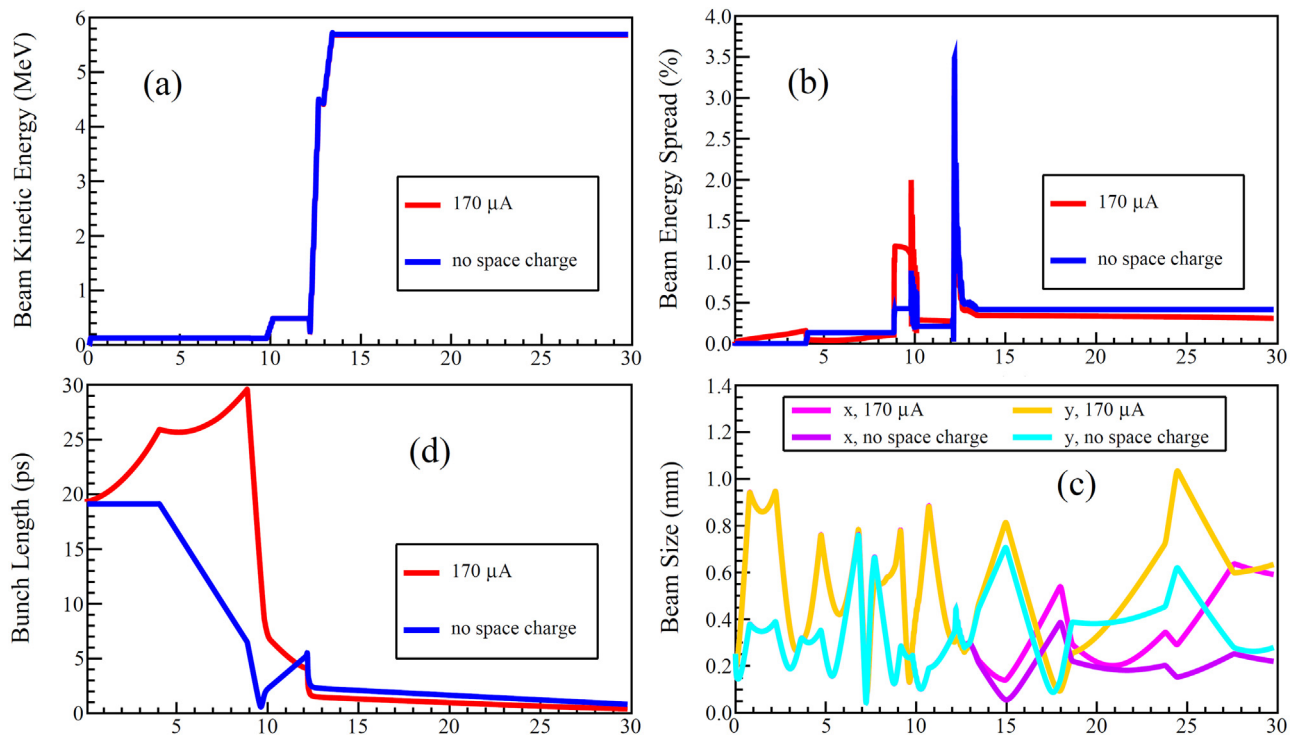 Beam Kinetic Energy (MeV)
6
5
4
3
2
1
0
(a)
170 μA
no space charge
0 5 10 15 20 25 30
Beam Energy Spread (%)
4.0
3.5
3.0
2.5
2.0
1.5
1.0
0.5
0.0
(b)
170 μA
no space charge
5 10 15 20 25 30
Bunch Length (ps)
30
25
20
15
10
5
0
(d)
170 μA
no space charge
5 10 15 20 25 30
Beam Size (mm)
1.4
1.2
1.0
0.8
0.6
0.4
0.2
0.0
x, 170 μA
y, 170 μA
x, no space charge
y, no space charge
(c)
0 5 10 15 20 25 30